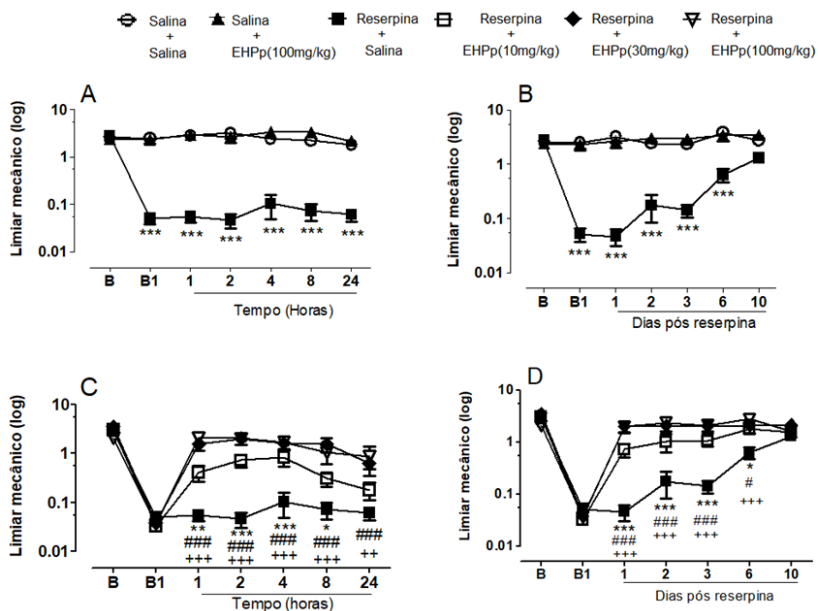 Salina Salina Reserpina Reserpina Reserpina Reserpina
+ + + + + +
Salina EHPp(100mg/kg) Salina EHPp(10mg/kg) EHPp(30mg/kg) EHPp(100mg/kg)
A
Limiar mecânico (log)
10
1
0.1
0.01
*** *** *** *** *** ***
B B1 1 2 4 8 24
Tempo (Horas)
B
Limiar mecânico (log)
10
1
0.1
0.01
*** *** *** *** ***
B B1 1 2 3 6 10
Dias pós reserpina
C
Limiar mecânico (log)
10
1
0.1
0.01
** *** *** *
### ### ### ### ###
+++ +++ +++ +++ ++
B B1 1 2 4 8 24
Tempo (horas)
D
Limiar mecânico (log)
10
1
0.1
0.01
*** *** *** *
### ### ### #
+++ +++ +++ +++
B B1 1 2 3 6 10
Dias pós reserpina